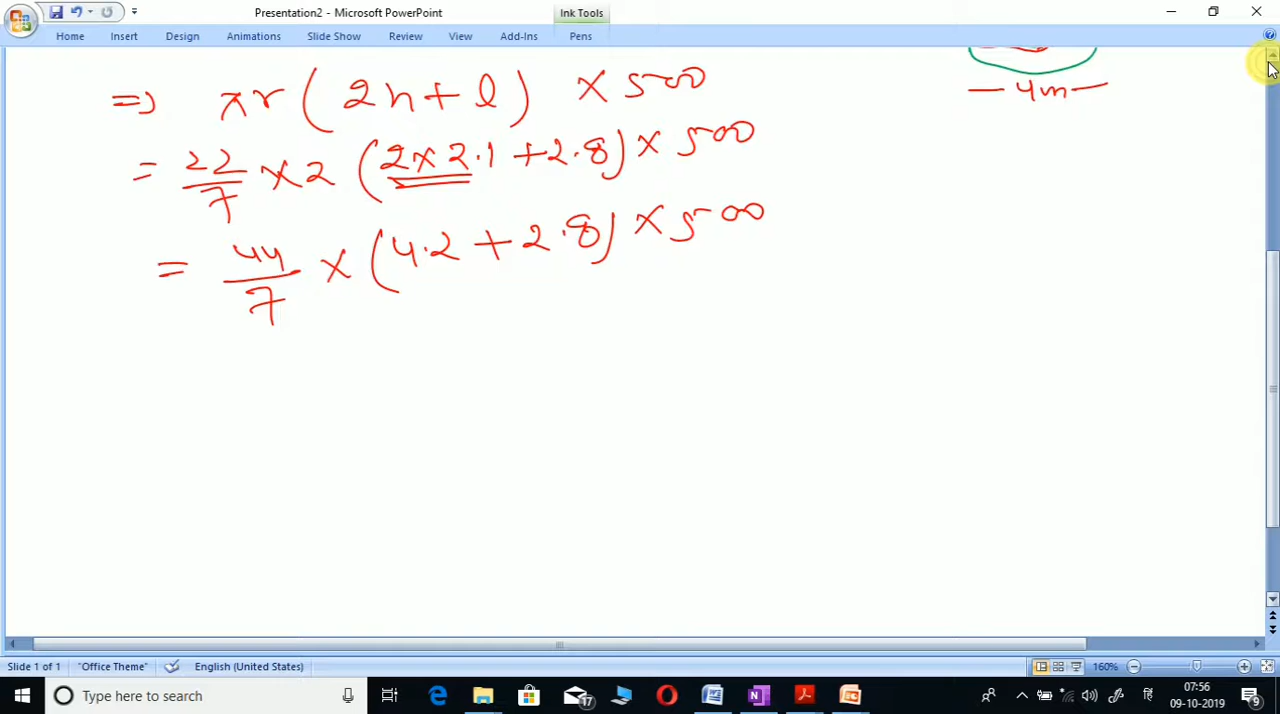 Presentation2 - Microsoft PowerPoint
Ink Tools
Home Insert Design Animations Slide Show Review View Add-Ins Pens
4m
=> πr (2h + l) × 500
= 22/7 × 2 (2 × 2.1 + 2.8) × 500
= 44/7 × (4.2 + 2.8) × 500
Slide 1 of 1 "Office Theme" English (United States) 160%
Type here to search
17
हि
07:56
09-10-2019
9